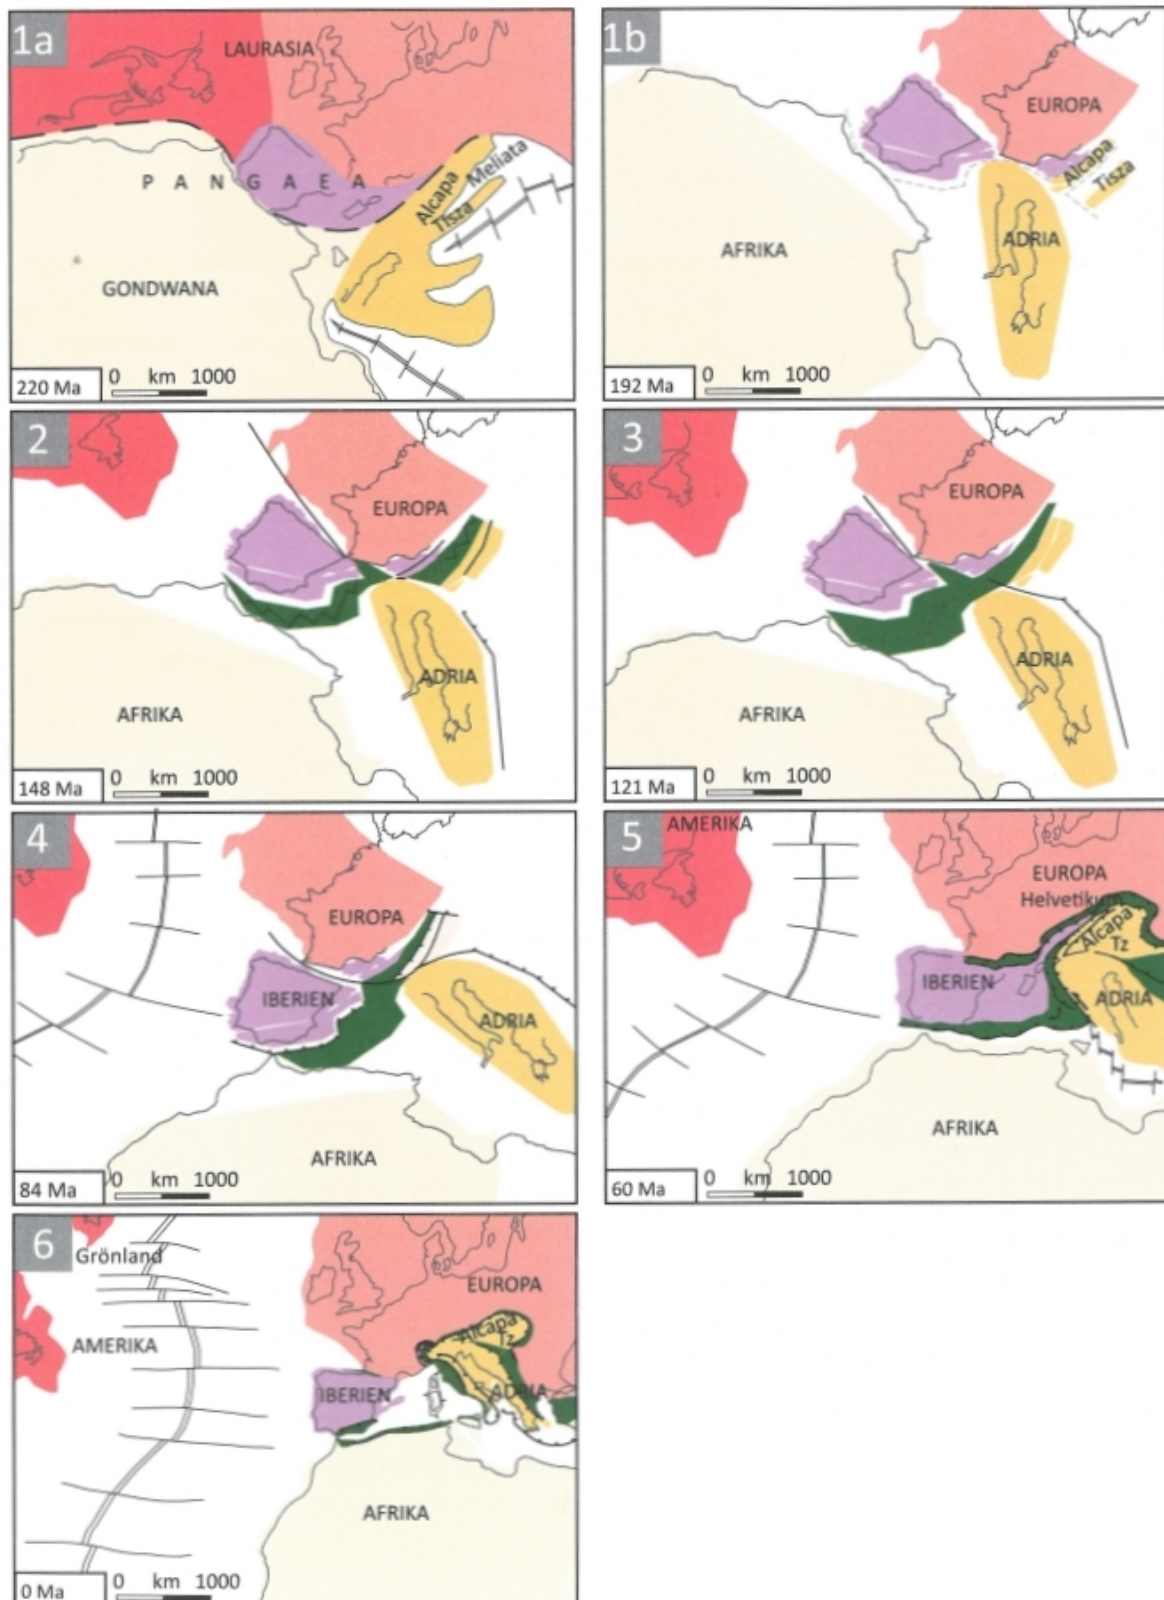 1a
LAURASIA
PANGAEA
Alcapa
Meliata
Tisza
GONDWANA
220 Ma
0 km 1000
1b
EUROPA
Alcapa
Tisza
ADRIA
AFRIKA
192 Ma
0 km 1000
2
EUROPA
ADRIA
AFRIKA
148 Ma
0 km 1000
3
EUROPA
ADRIA
AFRIKA
121 Ma
0 km 1000
4
EUROPA
IBERIEN
ADRIA
AFRIKA
84 Ma
0 km 1000
5
AMERIKA
EUROPA
Helvetikum
Alcapa
Tz
IBERIEN
ADRIA
AFRIKA
60 Ma
0 km 1000
6
Grönland
EUROPA
Alcapa
Tz
AMERIKA
IBERIEN
ADRIA
AFRIKA
0 Ma
0 km 1000